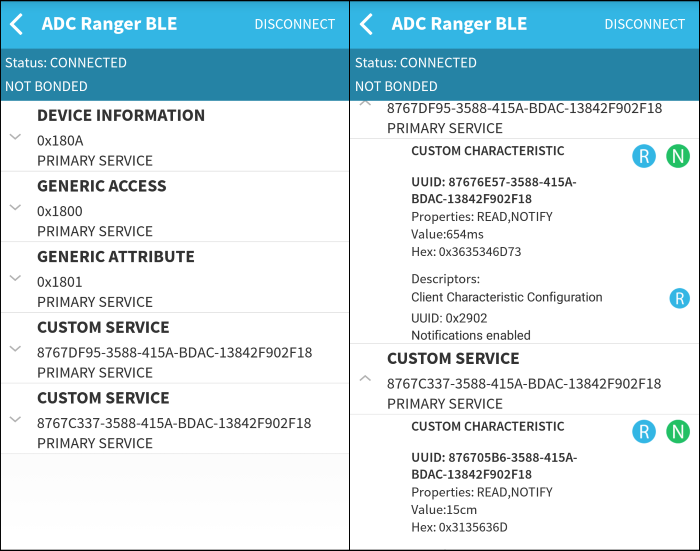 ADC Ranger BLE DISCONNECT
Status: CONNECTED
NOT BONDED
DEVICE INFORMATION
0x180A
PRIMARY SERVICE
GENERIC ACCESS
0x1800
PRIMARY SERVICE
GENERIC ATTRIBUTE
0x1801
PRIMARY SERVICE
CUSTOM SERVICE
8767DF95-3588-415A-BDAC-13842F902F18
PRIMARY SERVICE
CUSTOM SERVICE
8767C337-3588-415A-BDAC-13842F902F18
PRIMARY SERVICE
ADC Ranger BLE DISCONNECT
Status: CONNECTED
NOT BONDED
8767DF95-3588-415A-BDAC-13842F902F18
PRIMARY SERVICE
CUSTOM CHARACTERISTIC R N
UUID: 87676E57-3588-415A-
BDAC-13842F902F18
Properties: READ,NOTIFY
Value:654ms
Hex: 0x3635346D73
Descriptors:
Client Characteristic Configuration R
UUID: 0x2902
Notifications enabled
CUSTOM SERVICE
8767C337-3588-415A-BDAC-13842F902F18
PRIMARY SERVICE
CUSTOM CHARACTERISTIC R N
UUID: 876705B6-3588-415A-
BDAC-13842F902F18
Properties: READ,NOTIFY
Value:15cm
Hex: 0x3135636D